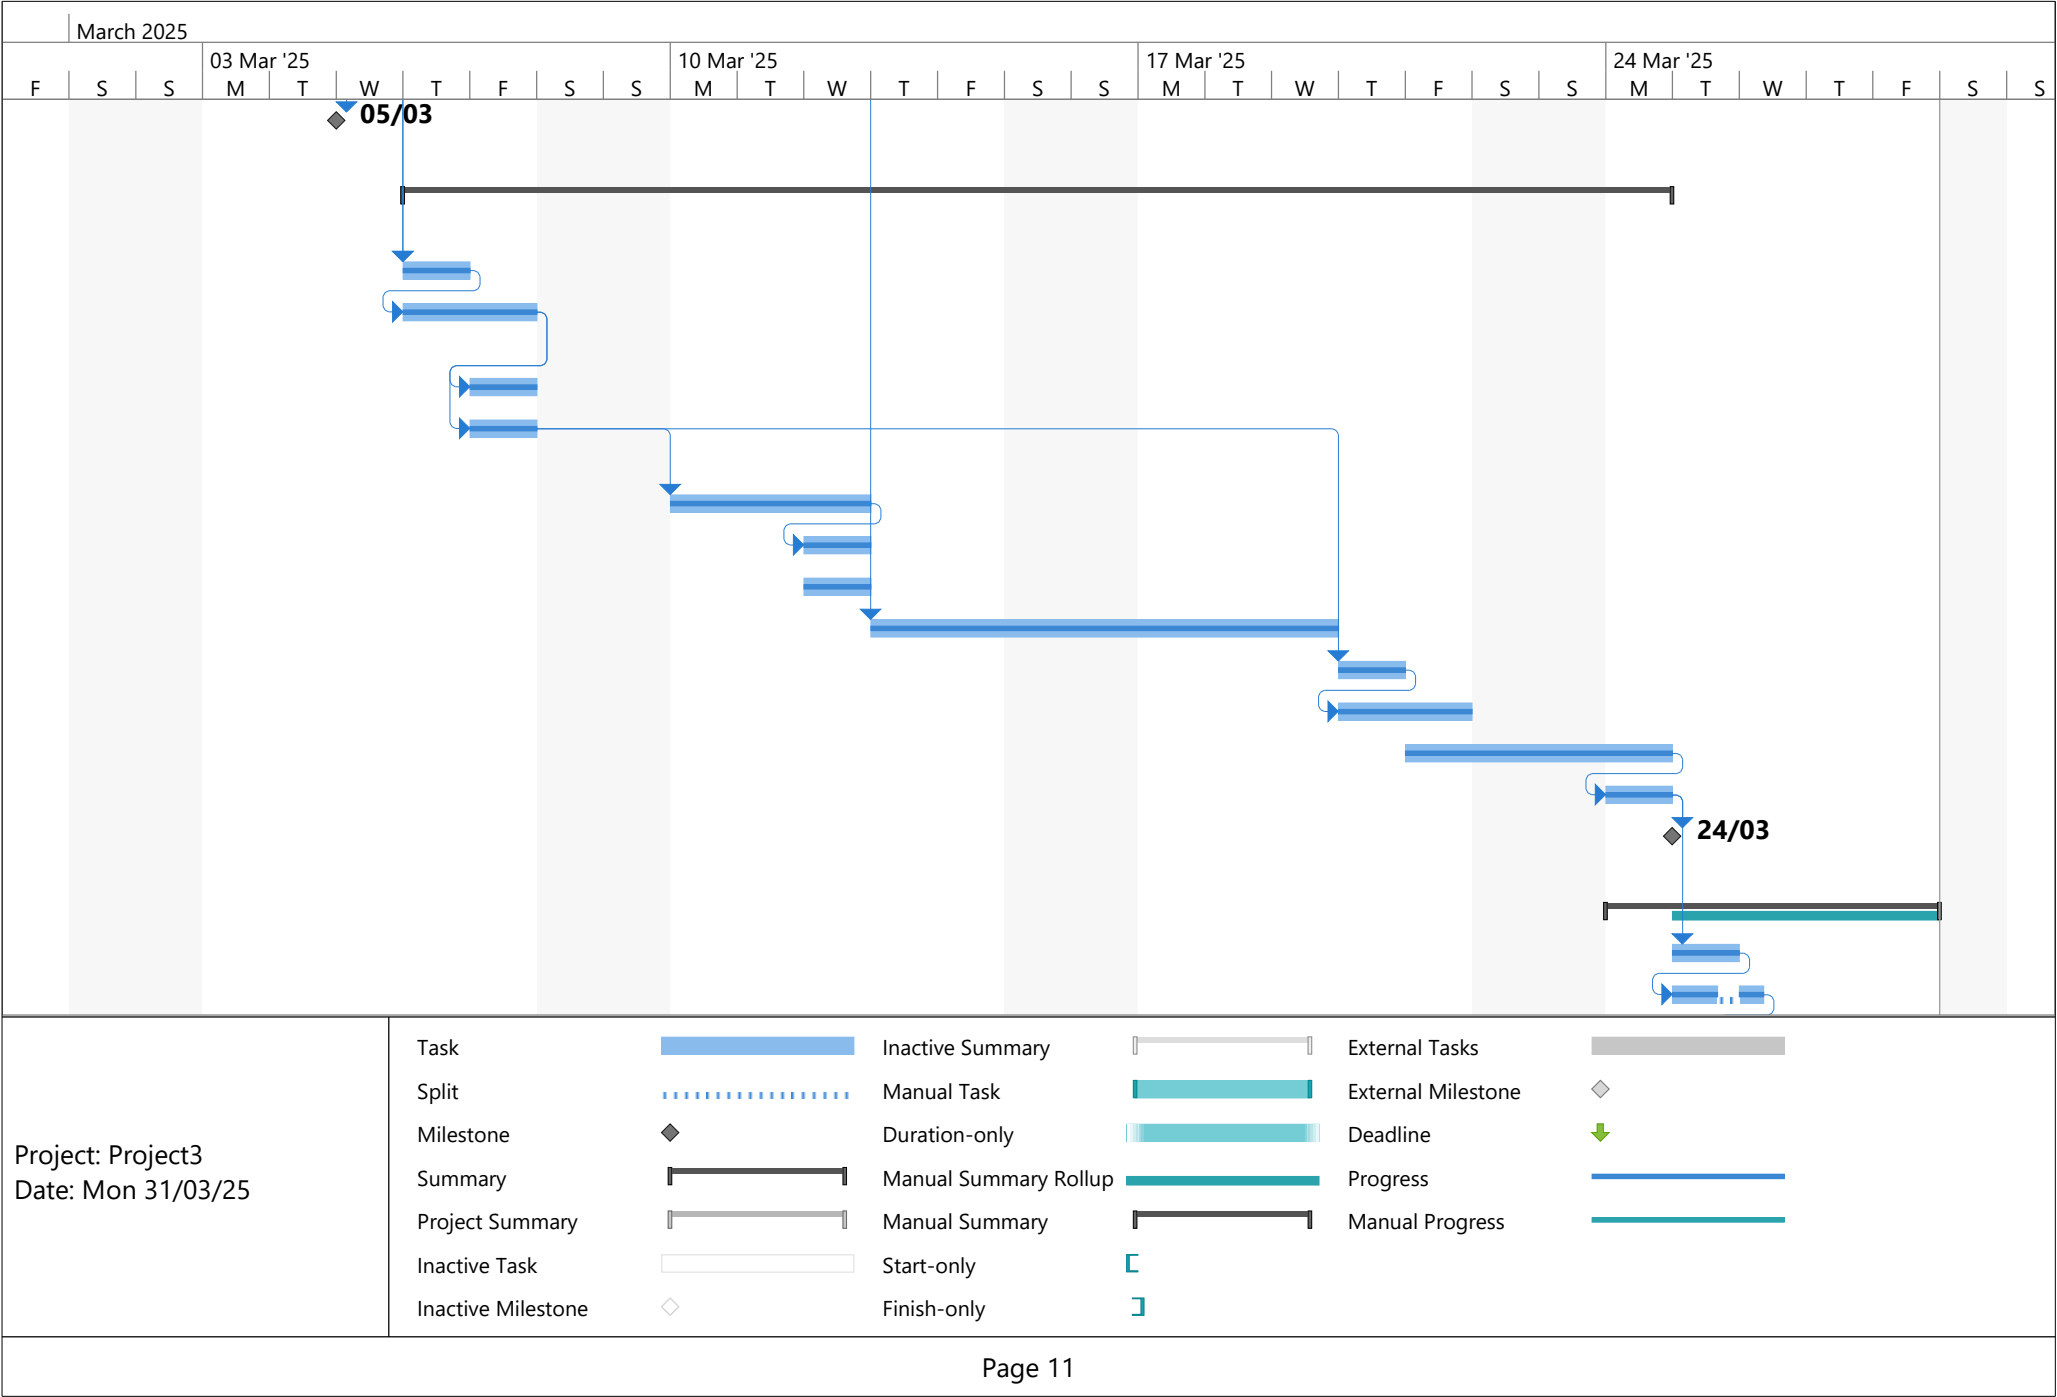 March 2025
03 Mar '25 10 Mar '25 17 Mar '25 24 Mar '25
F S S M T W T F S S M T W T F S S M T W T F S S M T W T F S S
05/03
24/03
Task Inactive Summary External Tasks
Split Manual Task External Milestone
Milestone Duration-only Deadline
Project: Project3
Date: Mon 31/03/25
Summary Manual Summary Rollup Progress
Project Summary Manual Summary Manual Progress
Inactive Task Start-only
Inactive Milestone Finish-only
Page 11